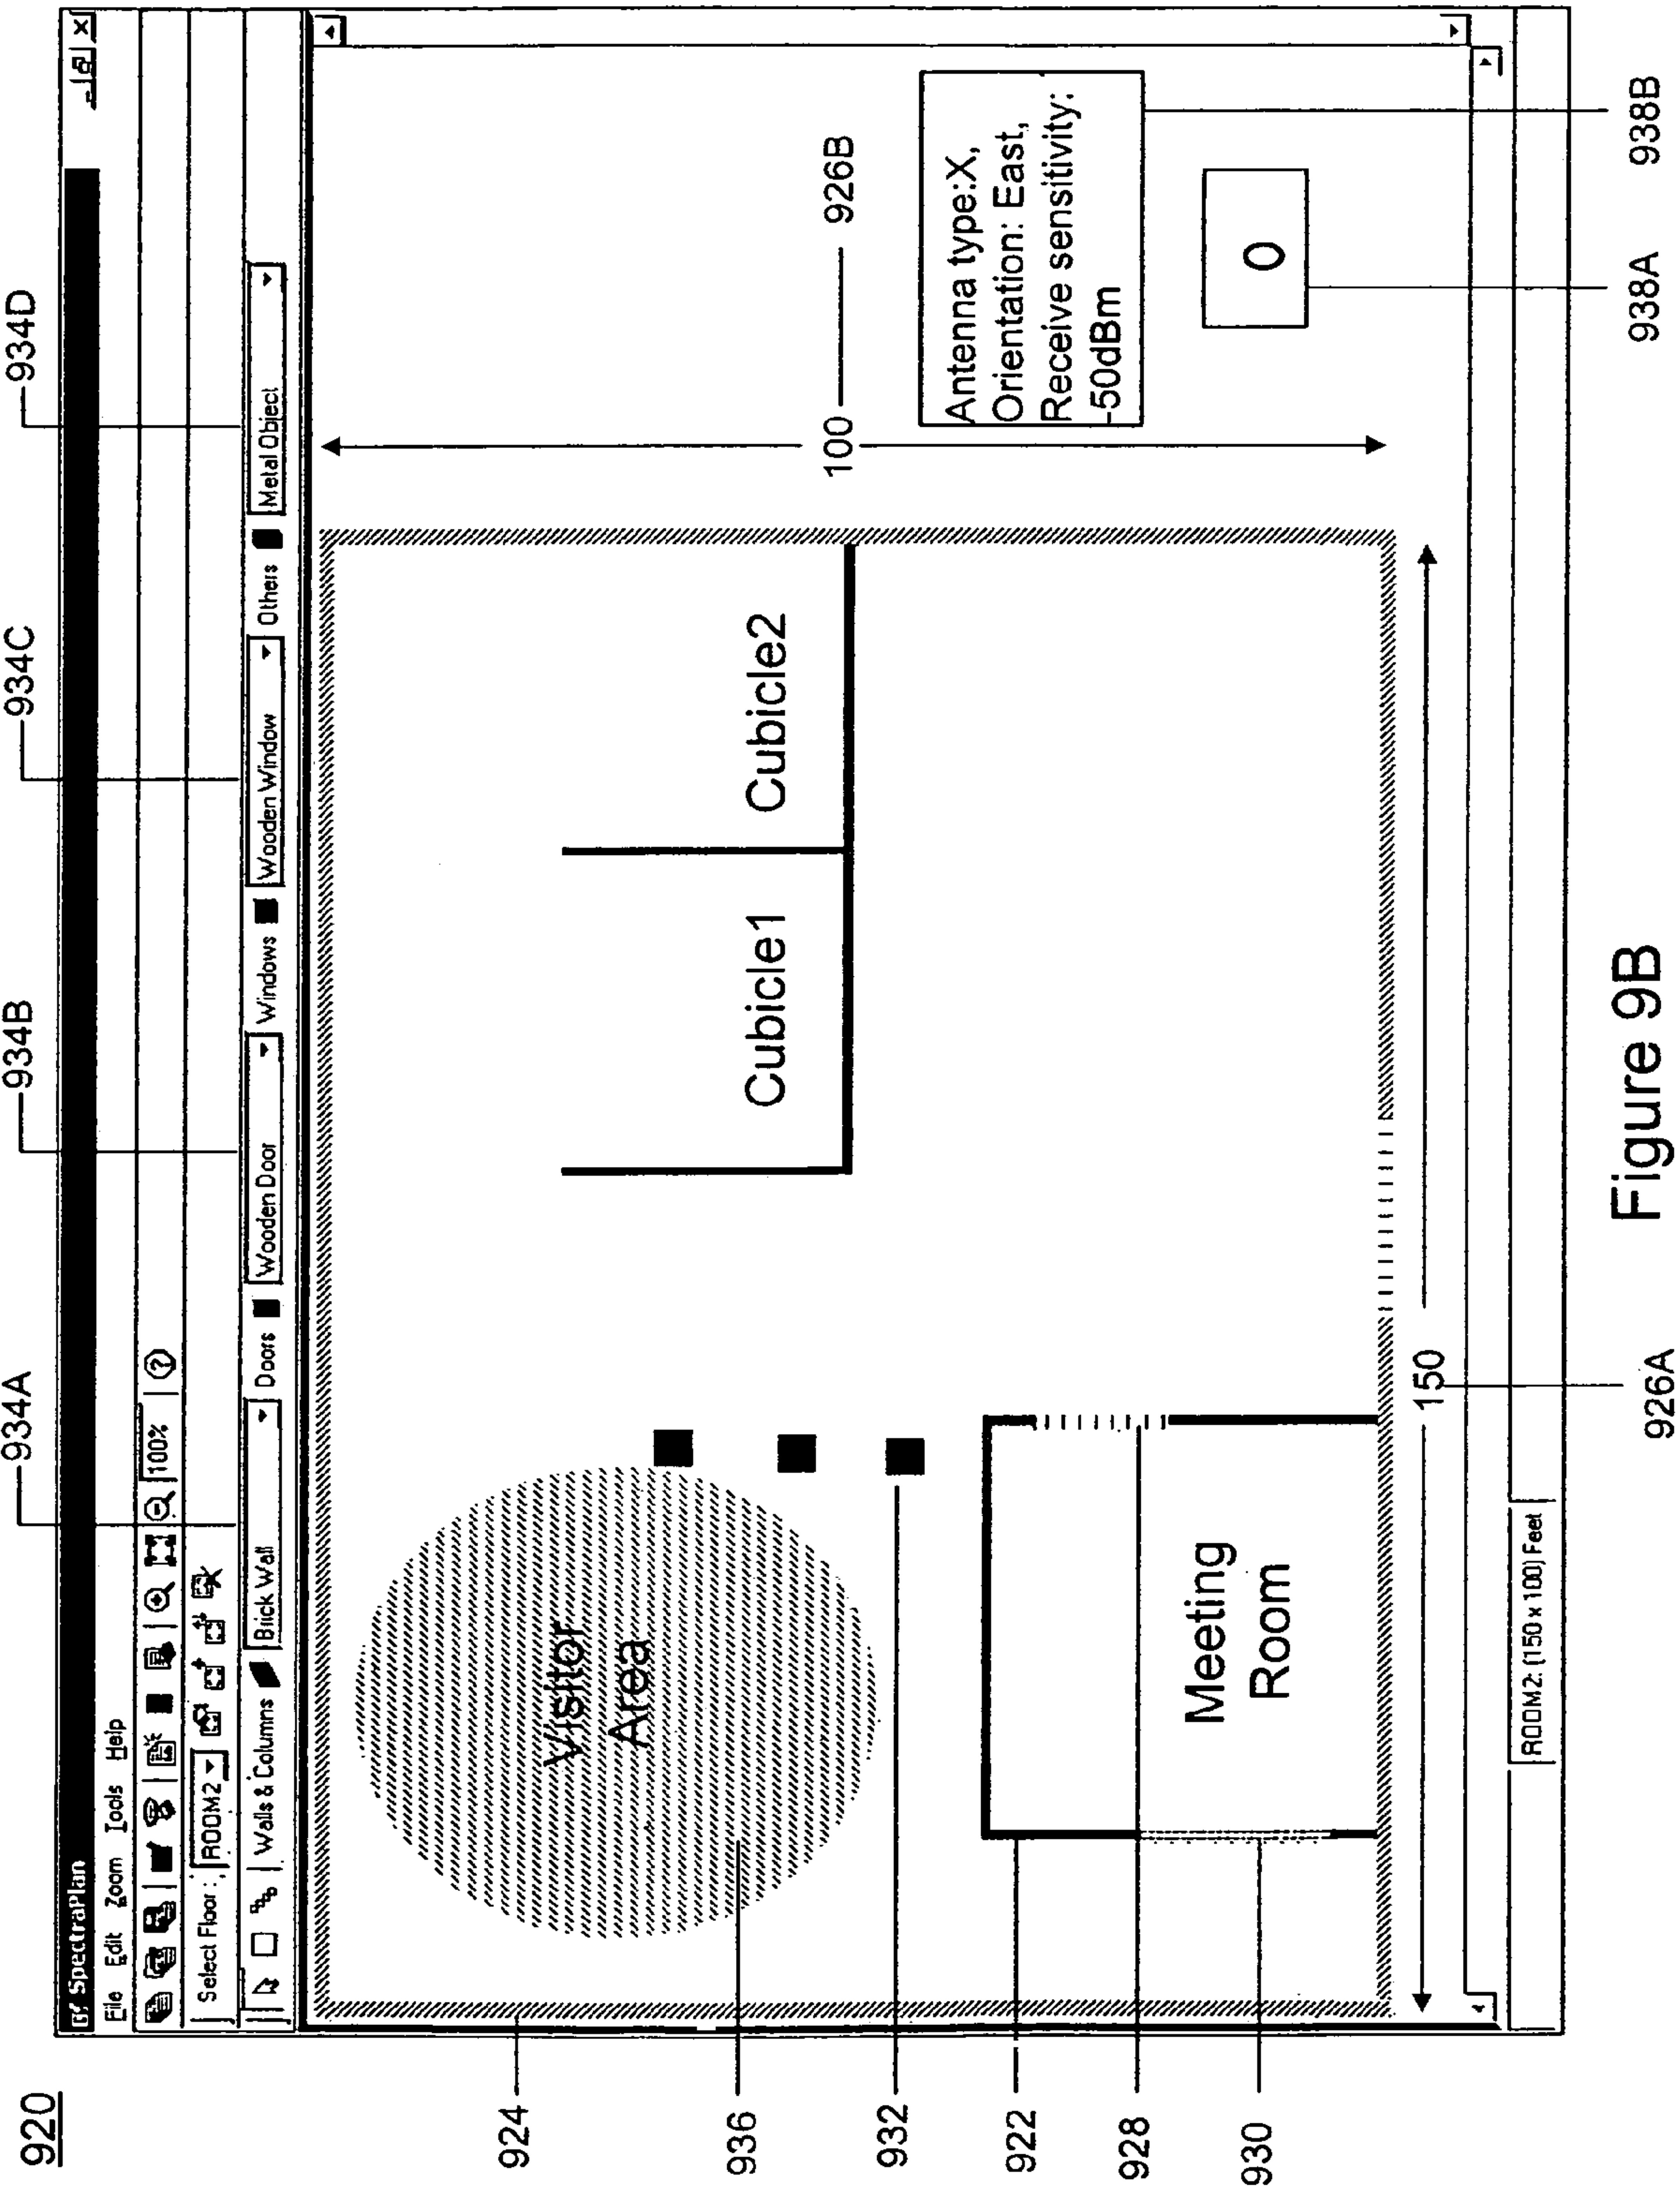 920
934A
934B
934C
934D
SpectraPlan
File Edit Zoom Tools Help
100%
?
Select Floor: ROOM2
Walls & Columns Brick Wall Doors Wooden Door Windows Wooden Window Others Metal Object
924
936
932
922
928
930
Visitor
Area
Cubicle1
Cubicle2
Meeting
Room
100
926B
Antenna type:X,
Orientation: East,
Receive sensitivity:
-50dBm
O
150
ROOM2: (150 x 100) Feet
926A
938A
938B
Figure 9B